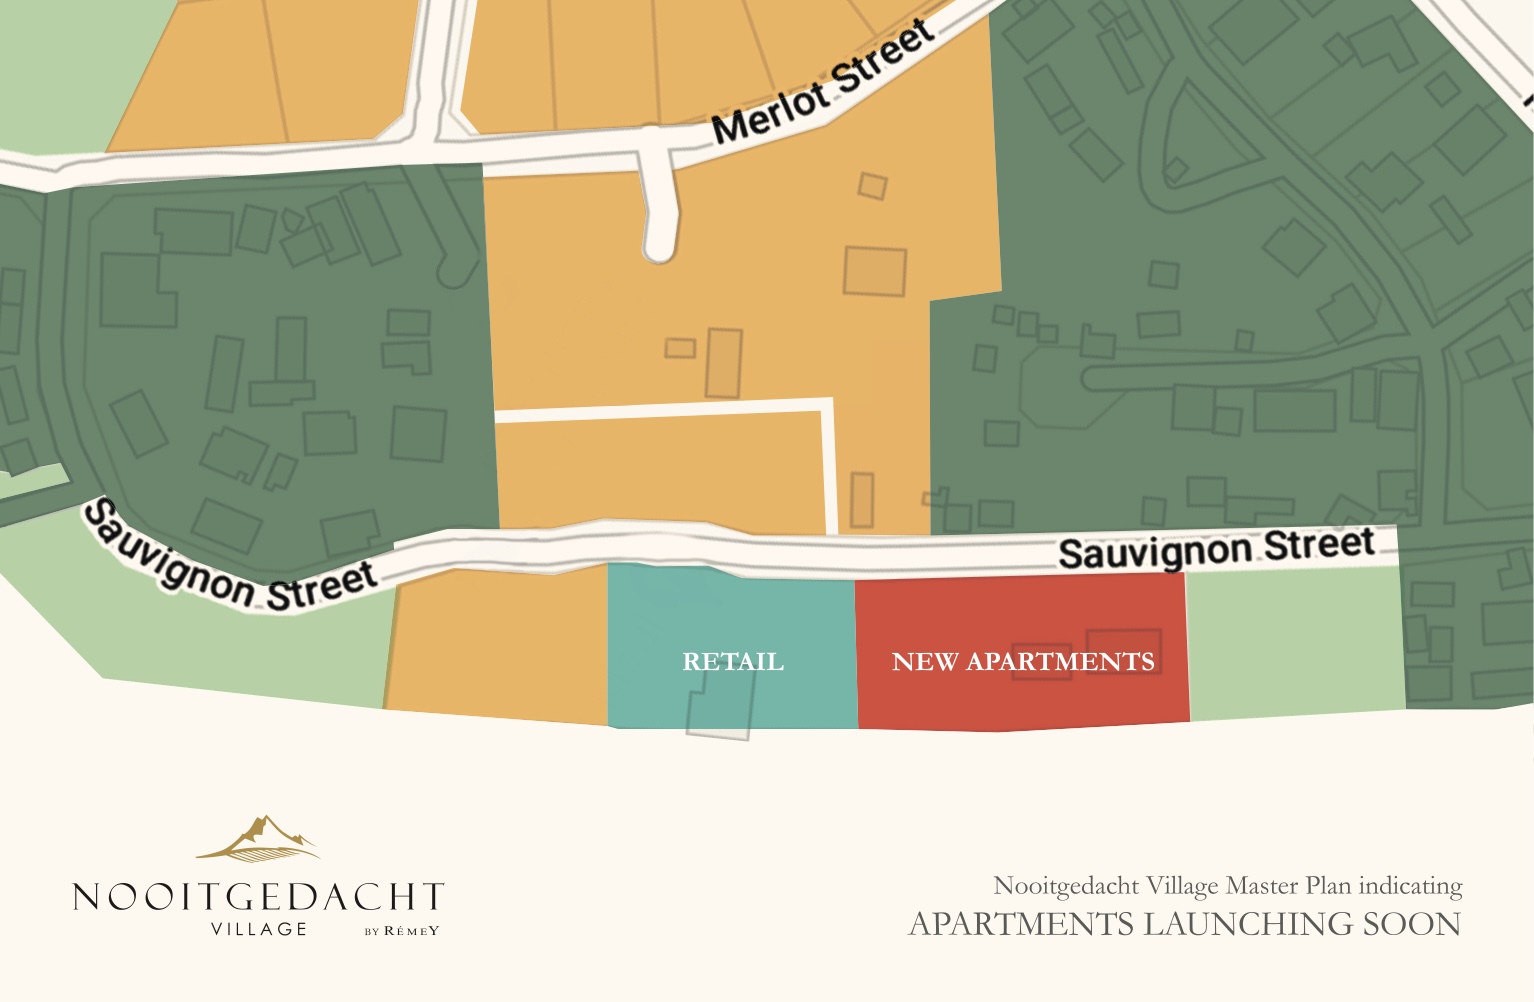 Merlot Street
Sauvignon Street
Sauvignon Street
RETAIL
NEW APARTMENTS
NOOITGEDACHT
VILLAGE
BY RÉMEY
Nooitgedacht Village Master Plan indicating
APARTMENTS LAUNCHING SOON